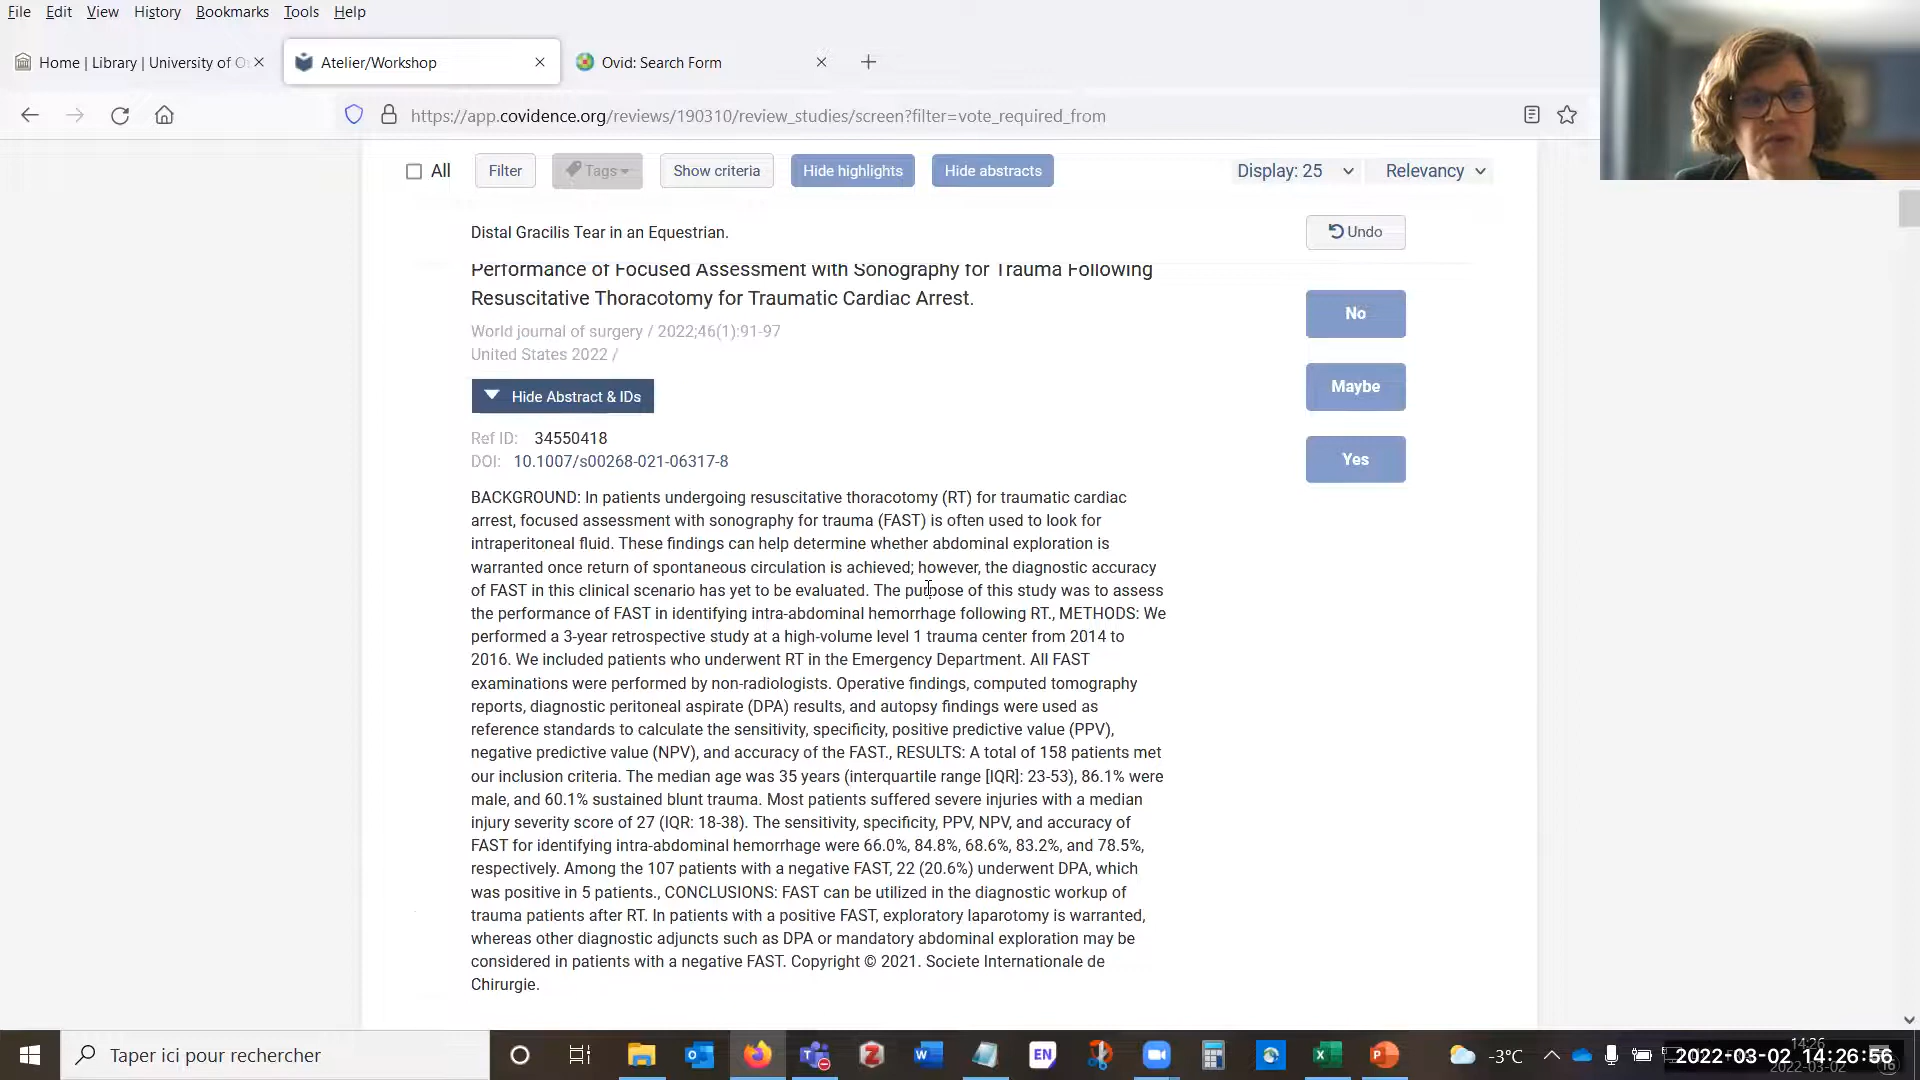 File Edit View History Bookmarks Tools Help
Home | Library | University of O
Atelier/Workshop
Ovid: Search Form
https://app.covidence.org/reviews/190310/review_studies/screen?filter=vote_required_from
All Filter Tags Show criteria Hide highlights Hide abstracts Display: 25 Relevancy
Distal Gracilis Tear in an Equestrian.
Undo
Performance of Focused Assessment with Sonography for Trauma Following
Resuscitative Thoracotomy for Traumatic Cardiac Arrest.
No
World journal of surgery / 2022;46(1):91-97
United States 2022 /
Maybe
Hide Abstract & IDs
Ref ID: 34550418
DOI: 10.1007/s00268-021-06317-8
Yes
BACKGROUND: In patients undergoing resuscitative thoracotomy (RT) for traumatic cardiac
arrest, focused assessment with sonography for trauma (FAST) is often used to look for
intraperitoneal fluid. These findings can help determine whether abdominal exploration is
warranted once return of spontaneous circulation is achieved; however, the diagnostic accuracy
of FAST in this clinical scenario has yet to be evaluated. The purpose of this study was to assess
the performance of FAST in identifying intra-abdominal hemorrhage following RT., METHODS: We
performed a 3-year retrospective study at a high-volume level 1 trauma center from 2014 to
2016. We included patients who underwent RT in the Emergency Department. All FAST
examinations were performed by non-radiologists. Operative findings, computed tomography
reports, diagnostic peritoneal aspirate (DPA) results, and autopsy findings were used as
reference standards to calculate the sensitivity, specificity, positive predictive value (PPV),
negative predictive value (NPV), and accuracy of the FAST., RESULTS: A total of 158 patients met
our inclusion criteria. The median age was 35 years (interquartile range [IQR]: 23-53), 86.1% were
male, and 60.1% sustained blunt trauma. Most patients suffered severe injuries with a median
injury severity score of 27 (IQR: 18-38). The sensitivity, specificity, PPV, NPV, and accuracy of
FAST for identifying intra-abdominal hemorrhage were 66.0%, 84.8%, 68.6%, 83.2%, and 78.5%,
respectively. Among the 107 patients with a negative FAST, 22 (20.6%) underwent DPA, which
was positive in 5 patients., CONCLUSIONS: FAST can be utilized in the diagnostic workup of
trauma patients after RT. In patients with a positive FAST, exploratory laparotomy is warranted,
whereas other diagnostic adjuncts such as DPA or mandatory abdominal exploration may be
considered in patients with a negative FAST. Copyright © 2021. Societe Internationale de
Chirurgie.
Taper ici pour rechercher
EN
-3°C
14:26
2022-03-02 14:26:56
2022-03-02